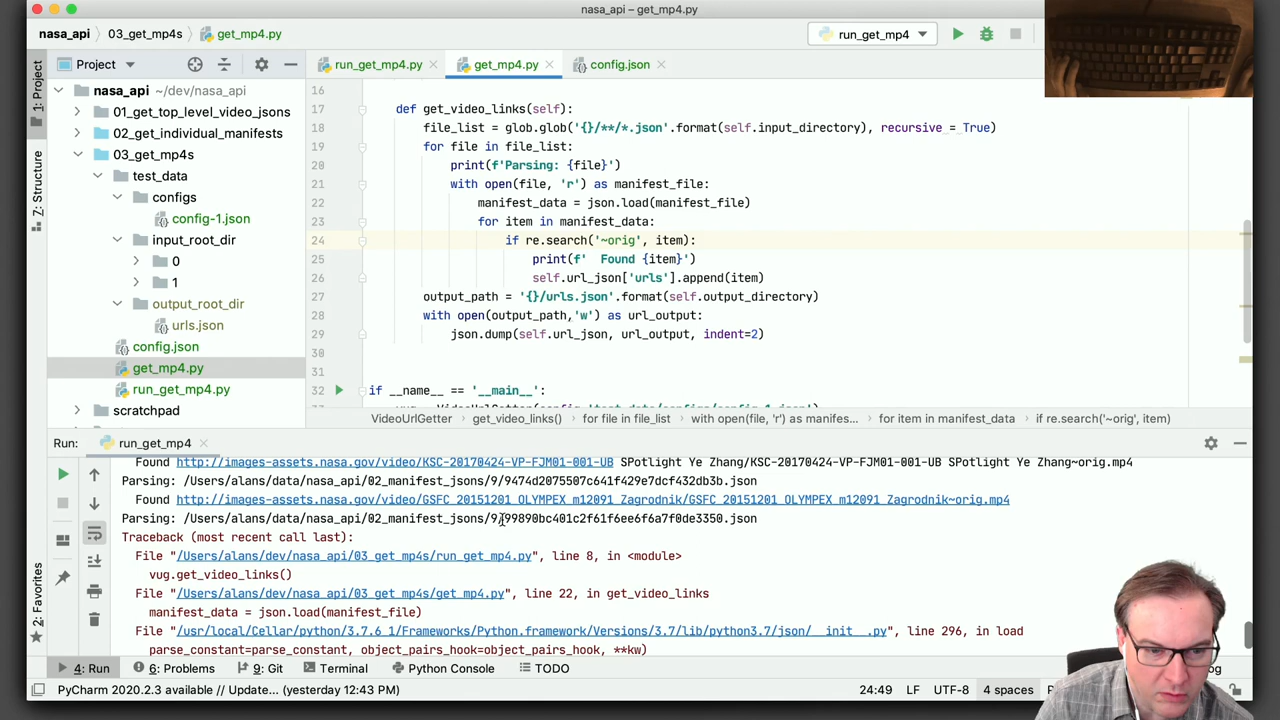 nasa_api – get_mp4.py
nasa_api 03_get_mp4s get_mp4.py run_get_mp4
Project run_get_mp4.py get_mp4.py config.json
1: Project
Z: Structure
2: Favorites
nasa_api ~/dev/nasa_api
01_get_top_level_video_jsons
02_get_individual_manifests
03_get_mp4s
test_data
configs
config-1.json
input_root_dir
0
1
output_root_dir
urls.json
config.json
get_mp4.py
run_get_mp4.py
scratchpad
16
17 def get_video_links(self):
18 file_list = glob.glob('{}/**/*.json'.format(self.input_directory), recursive = True)
19 for file in file_list:
20 print(f'Parsing: {file}')
21 with open(file, 'r') as manifest_file:
22 manifest_data = json.load(manifest_file)
23 for item in manifest_data:
24 if re.search('~orig', item):
25 print(f'  Found {item}')
26 self.url_json['urls'].append(item)
27 output_path = '{}/urls.json'.format(self.output_directory)
28 with open(output_path,'w') as url_output:
29 json.dump(self.url_json, url_output, indent=2)
30
31
32 if __name__ == '__main__':
VideoUrlGetter get_video_links() for file in file_list with open(file, 'r') as manifes... for item in manifest_data if re.search('~orig', item)
Run: run_get_mp4
Found http://images-assets.nasa.gov/video/KSC-20170424-VP-FJM01-001-UB SPotlight Ye Zhang/KSC-20170424-VP-FJM01-001-UB SPotlight Ye Zhang~orig.mp4
Parsing: /Users/alans/data/nasa_api/02_manifest_jsons/9/9474d2075507c641f429e7dcf432db3b.json
Found http://images-assets.nasa.gov/video/GSFC_20151201_OLYMPEX_m12091_Zagrodnik/GSFC_20151201_OLYMPEX_m12091_Zagrodnik~orig.mp4
Parsing: /Users/alans/data/nasa_api/02_manifest_jsons/9/99890bc401c2f61f6ee6f6a7f0de3350.json
Traceback (most recent call last):
File "/Users/alans/dev/nasa_api/03_get_mp4s/run_get_mp4.py", line 8, in <module>
vug.get_video_links()
File "/Users/alans/dev/nasa_api/03_get_mp4s/get_mp4.py", line 22, in get_video_links
manifest_data = json.load(manifest_file)
File "/usr/local/Cellar/python/3.7.6_1/Frameworks/Python.framework/Versions/3.7/lib/python3.7/json/__init__.py", line 296, in load
parse_constant=parse_constant, object_pairs_hook=object_pairs_hook, **kw)
4: Run 6: Problems 9: Git Terminal Python Console TODO
PyCharm 2020.2.3 available // Update... (yesterday 12:43 PM) 24:49 LF UTF-8 4 spaces